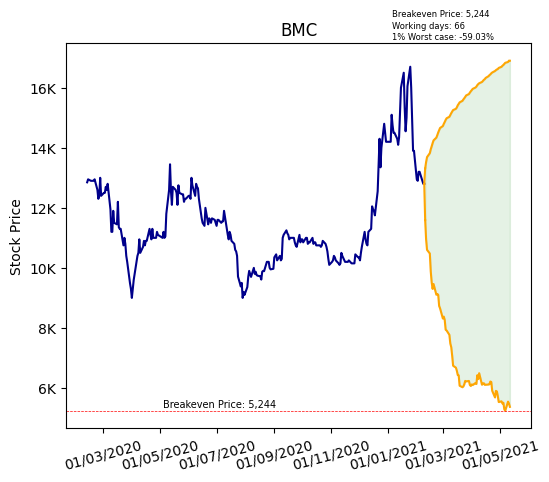 Breakeven Price: 5,244
Working days: 66
1% Worst case: -59.03%
BMC
Stock Price
16K
14K
12K
10K
8K
6K
Breakeven Price: 5,244
01/03/2020
01/05/2020
01/07/2020
01/09/2020
01/11/2020
01/01/2021
01/03/2021
01/05/2021